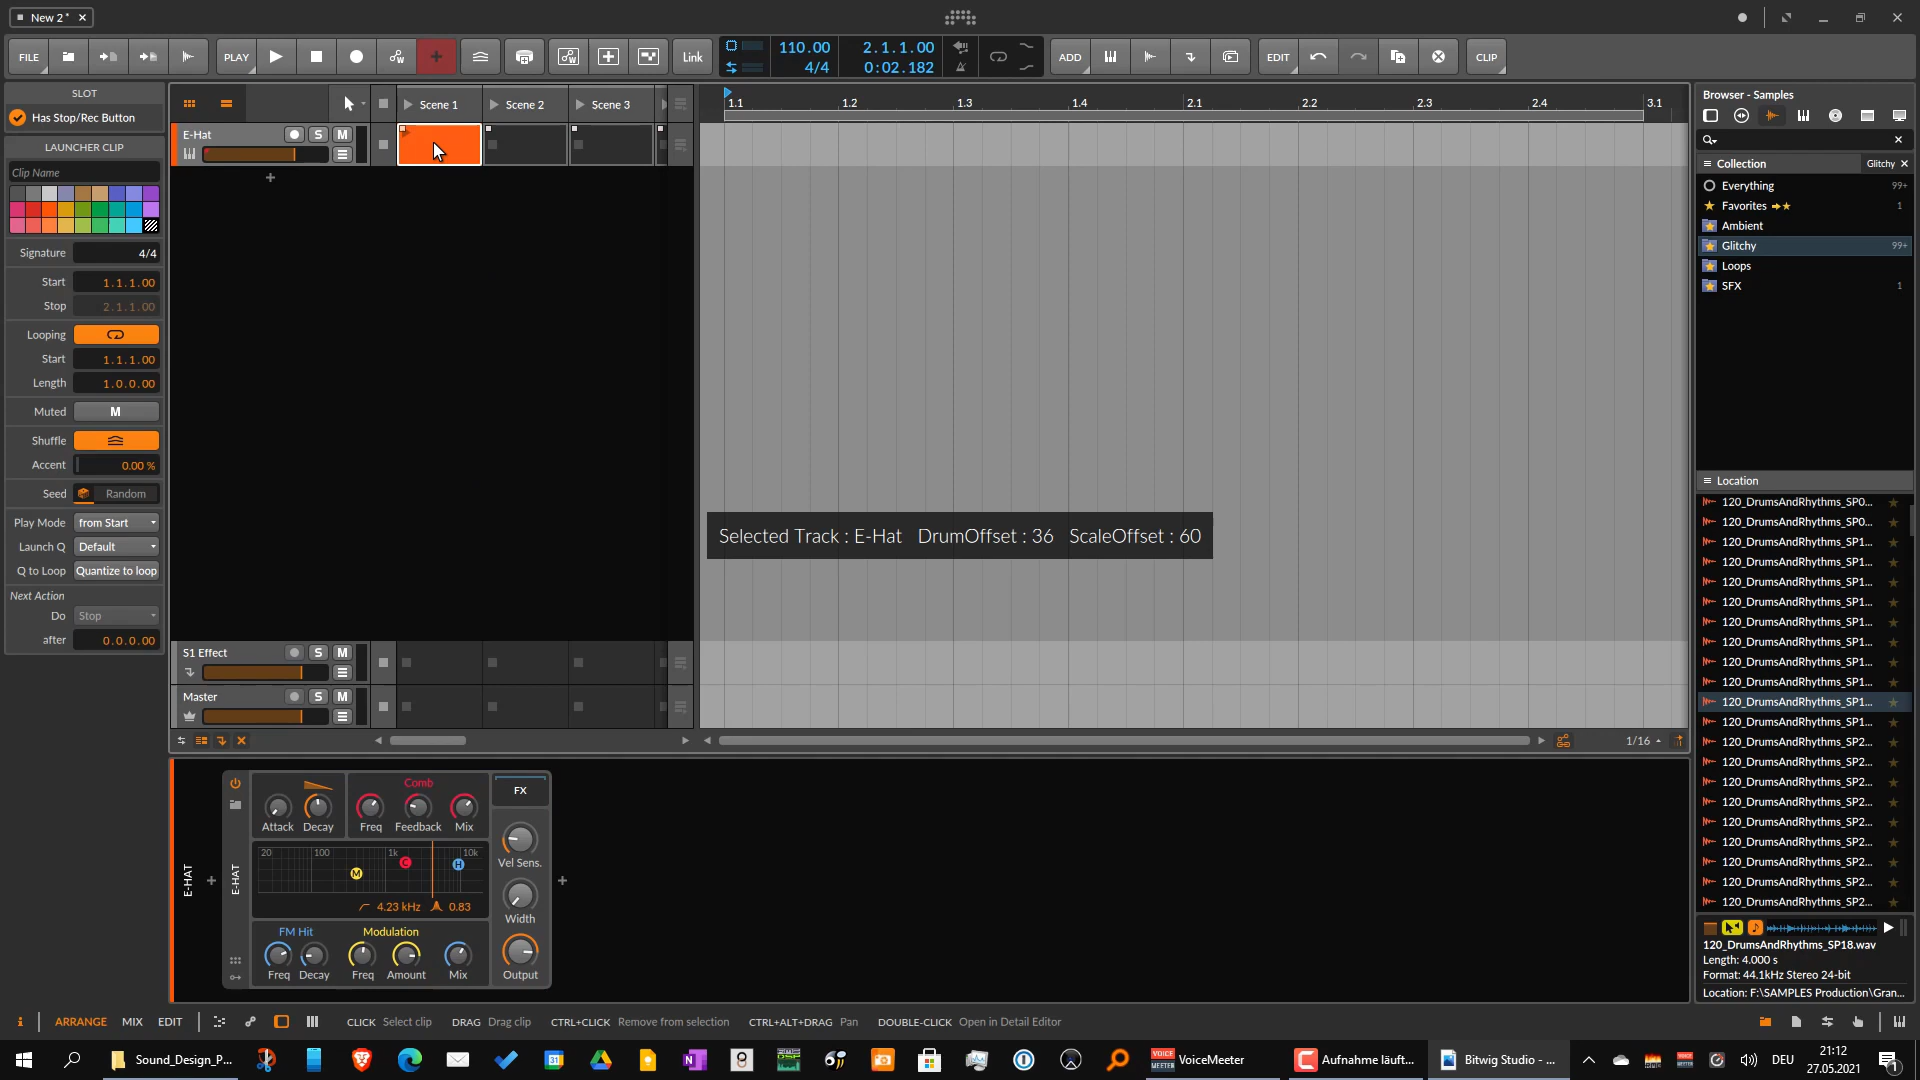 New 2 *
FILE
PLAY
Link
110.00
4/4
2.1.1.00
0:02.182
ADD
EDIT
CLIP
SLOT
Has Stop/Rec Button
LAUNCHER CLIP
Clip Name
Signature 4/4
Start 1.1.1.00
Stop 2.1.1.00
Looping
Start 1.1.1.00
Length 1.0.0.00
Muted M
Shuffle
Accent 0.00 %
Seed Random
Play Mode from Start
Launch Q Default
Q to Loop Quantize to loop
Next Action
Do Stop
after 0.0.0.00
Scene 1
Scene 2
Scene 3
E-Hat S M
1.1 1.2 1.3 1.4 2.1 2.2 2.3 2.4 3.1
Selected Track : E-Hat DrumOffset : 36 ScaleOffset : 60
S1 Effect S M
Master S M
1/16
E-HAT
E-HAT
Attack Decay
Comb
Freq Feedback Mix
20 100 1k 10k
M C H
4.23 kHz 0.83
FM Hit
Freq Decay
Modulation
Freq Amount Mix
FX
Vel Sens.
Width
Output
Browser - Samples
Collection Glitchy
Everything 99+
Favorites 1
Ambient
Glitchy 99+
Loops
SFX 1
Location
120_DrumsAndRhythms_SP0...
120_DrumsAndRhythms_SP0...
120_DrumsAndRhythms_SP1...
120_DrumsAndRhythms_SP1...
120_DrumsAndRhythms_SP1...
120_DrumsAndRhythms_SP1...
120_DrumsAndRhythms_SP1...
120_DrumsAndRhythms_SP1...
120_DrumsAndRhythms_SP1...
120_DrumsAndRhythms_SP1...
120_DrumsAndRhythms_SP1...
120_DrumsAndRhythms_SP1...
120_DrumsAndRhythms_SP2...
120_DrumsAndRhythms_SP2...
120_DrumsAndRhythms_SP2...
120_DrumsAndRhythms_SP2...
120_DrumsAndRhythms_SP2...
120_DrumsAndRhythms_SP2...
120_DrumsAndRhythms_SP2...
120_DrumsAndRhythms_SP2...
120_DrumsAndRhythms_SP2...
120_DrumsAndRhythms_SP18.wav
Length: 4.000 s
Format: 44.1kHz Stereo 24-bit
Location: F:\SAMPLES Production\Gran...
ARRANGE MIX EDIT
CLICK Select clip DRAG Drag clip CTRL+CLICK Remove from selection CTRL+ALT+DRAG Pan DOUBLE-CLICK Open in Detail Editor
Sound_Design_P...
VoiceMeeter
Aufnahme läuft...
Bitwig Studio - ...
DEU
21:12
27.05.2021